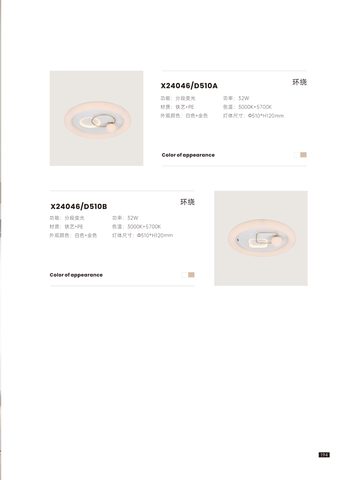 X24046/D510A
环绕
功能：分段变光
功率：52W
材质：铁艺+PE
色温：3000K+5700K
外观颜色：白色+金色
灯体尺寸：Φ510*H120mm
Color of appearance
X24046/D510B
环绕
功能：分段变光
功率：52W
材质：铁艺+PE
色温：3000K+5700K
外观颜色：白色+金色
灯体尺寸：Φ510*H120mm
Color of appearance